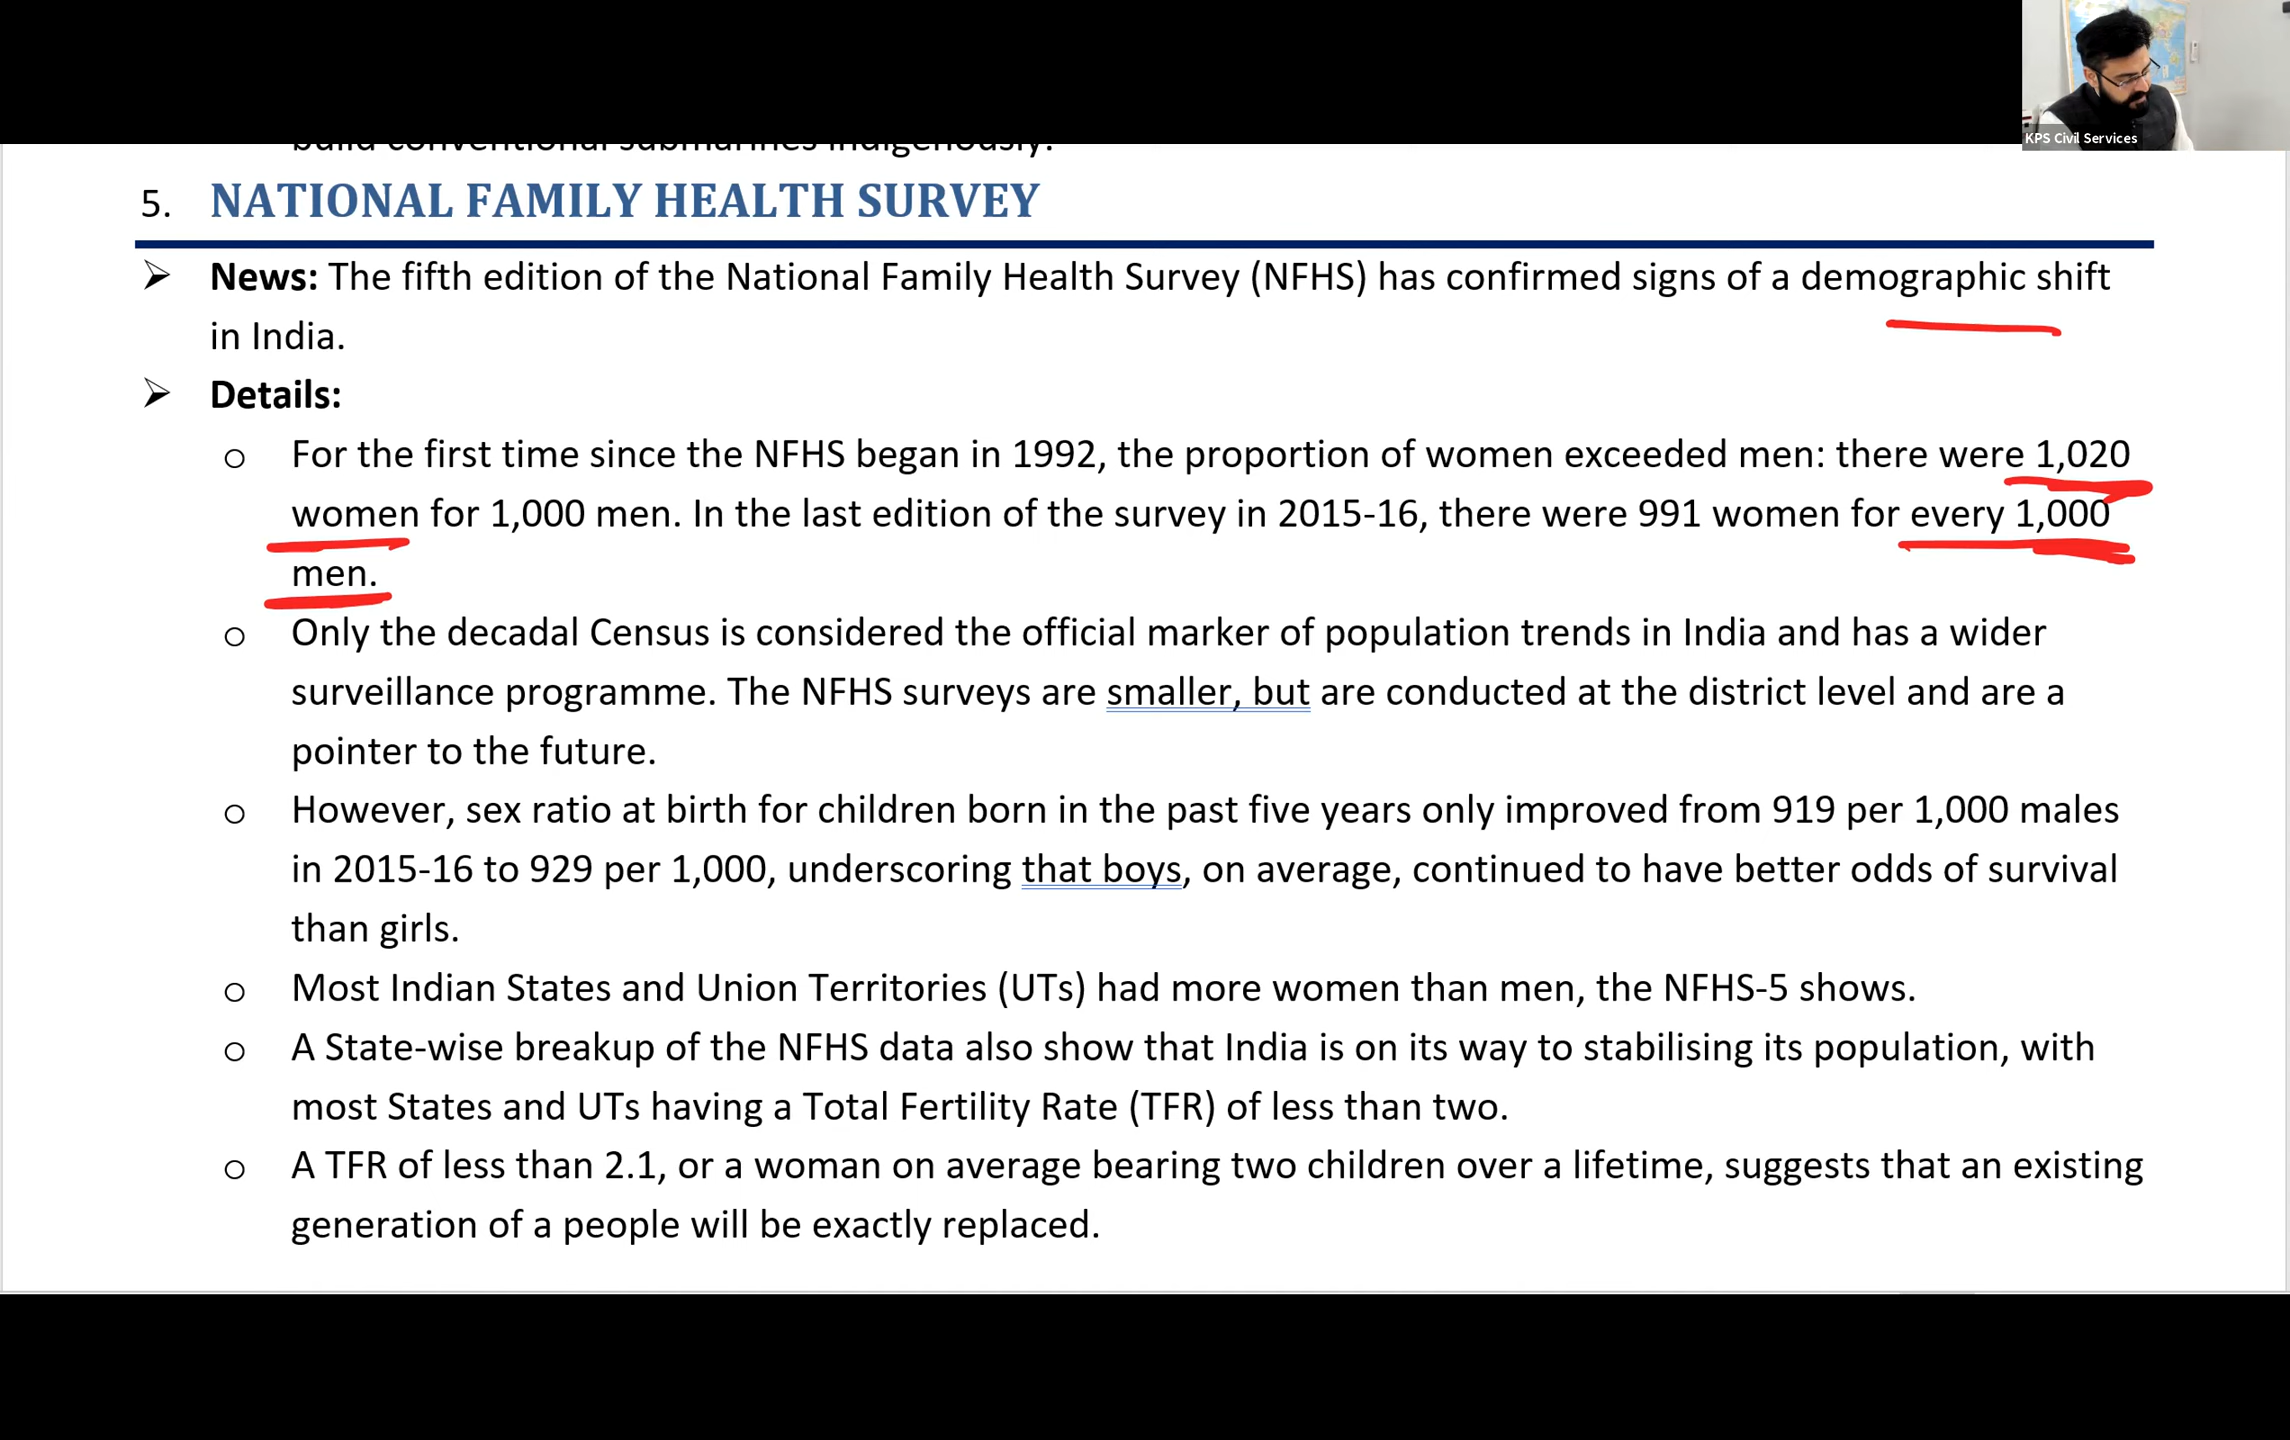 KPS Civil Services
build conventional submarines indigenously.
5. NATIONAL FAMILY HEALTH SURVEY
➢ News: The fifth edition of the National Family Health Survey (NFHS) has confirmed signs of a demographic shift
in India.
➢ Details:
o For the first time since the NFHS began in 1992, the proportion of women exceeded men: there were 1,020
women for 1,000 men. In the last edition of the survey in 2015-16, there were 991 women for every 1,000
men.
o Only the decadal Census is considered the official marker of population trends in India and has a wider
surveillance programme. The NFHS surveys are smaller, but are conducted at the district level and are a
pointer to the future.
o However, sex ratio at birth for children born in the past five years only improved from 919 per 1,000 males
in 2015-16 to 929 per 1,000, underscoring that boys, on average, continued to have better odds of survival
than girls.
o Most Indian States and Union Territories (UTs) had more women than men, the NFHS-5 shows.
o A State-wise breakup of the NFHS data also show that India is on its way to stabilising its population, with
most States and UTs having a Total Fertility Rate (TFR) of less than two.
o A TFR of less than 2.1, or a woman on average bearing two children over a lifetime, suggests that an existing
generation of a people will be exactly replaced.